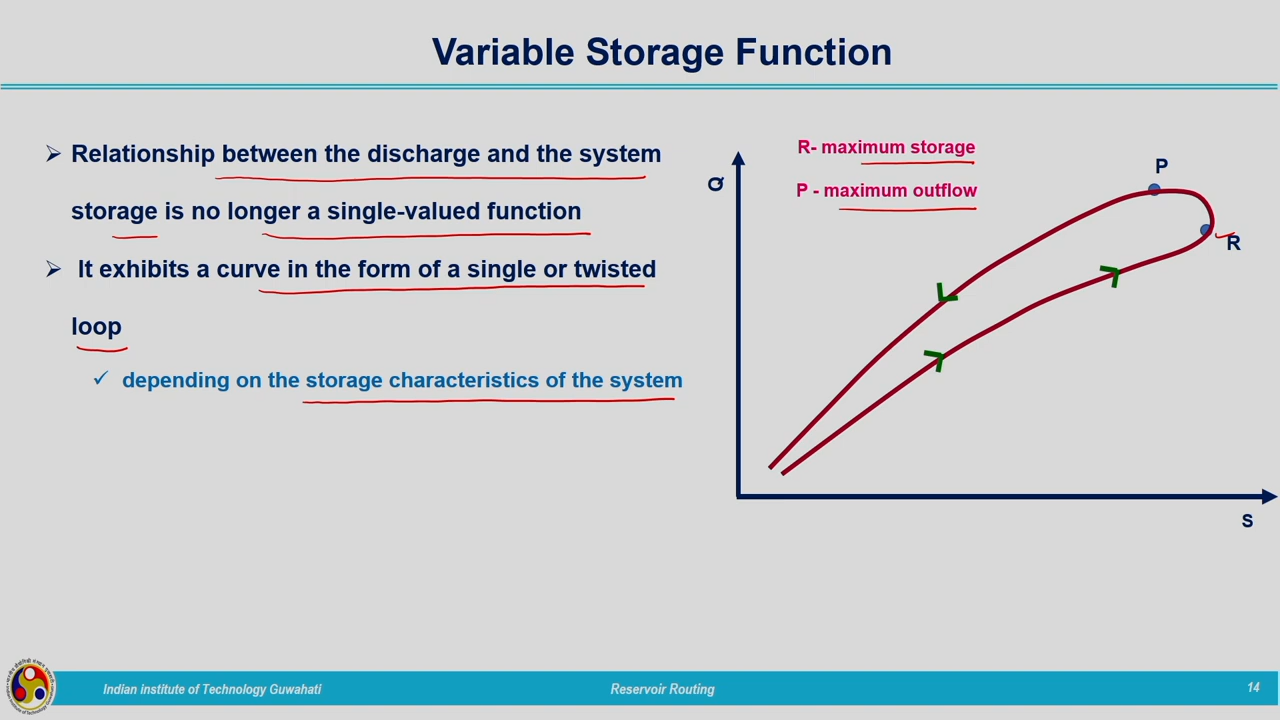 Variable Storage Function
Relationship between the discharge and the system
storage is no longer a single-valued function
It exhibits a curve in the form of a single or twisted
loop
depending on the storage characteristics of the system
R- maximum storage
P - maximum outflow
Q
P
R
S
Indian institute of Technology Guwahati
Reservoir Routing
14